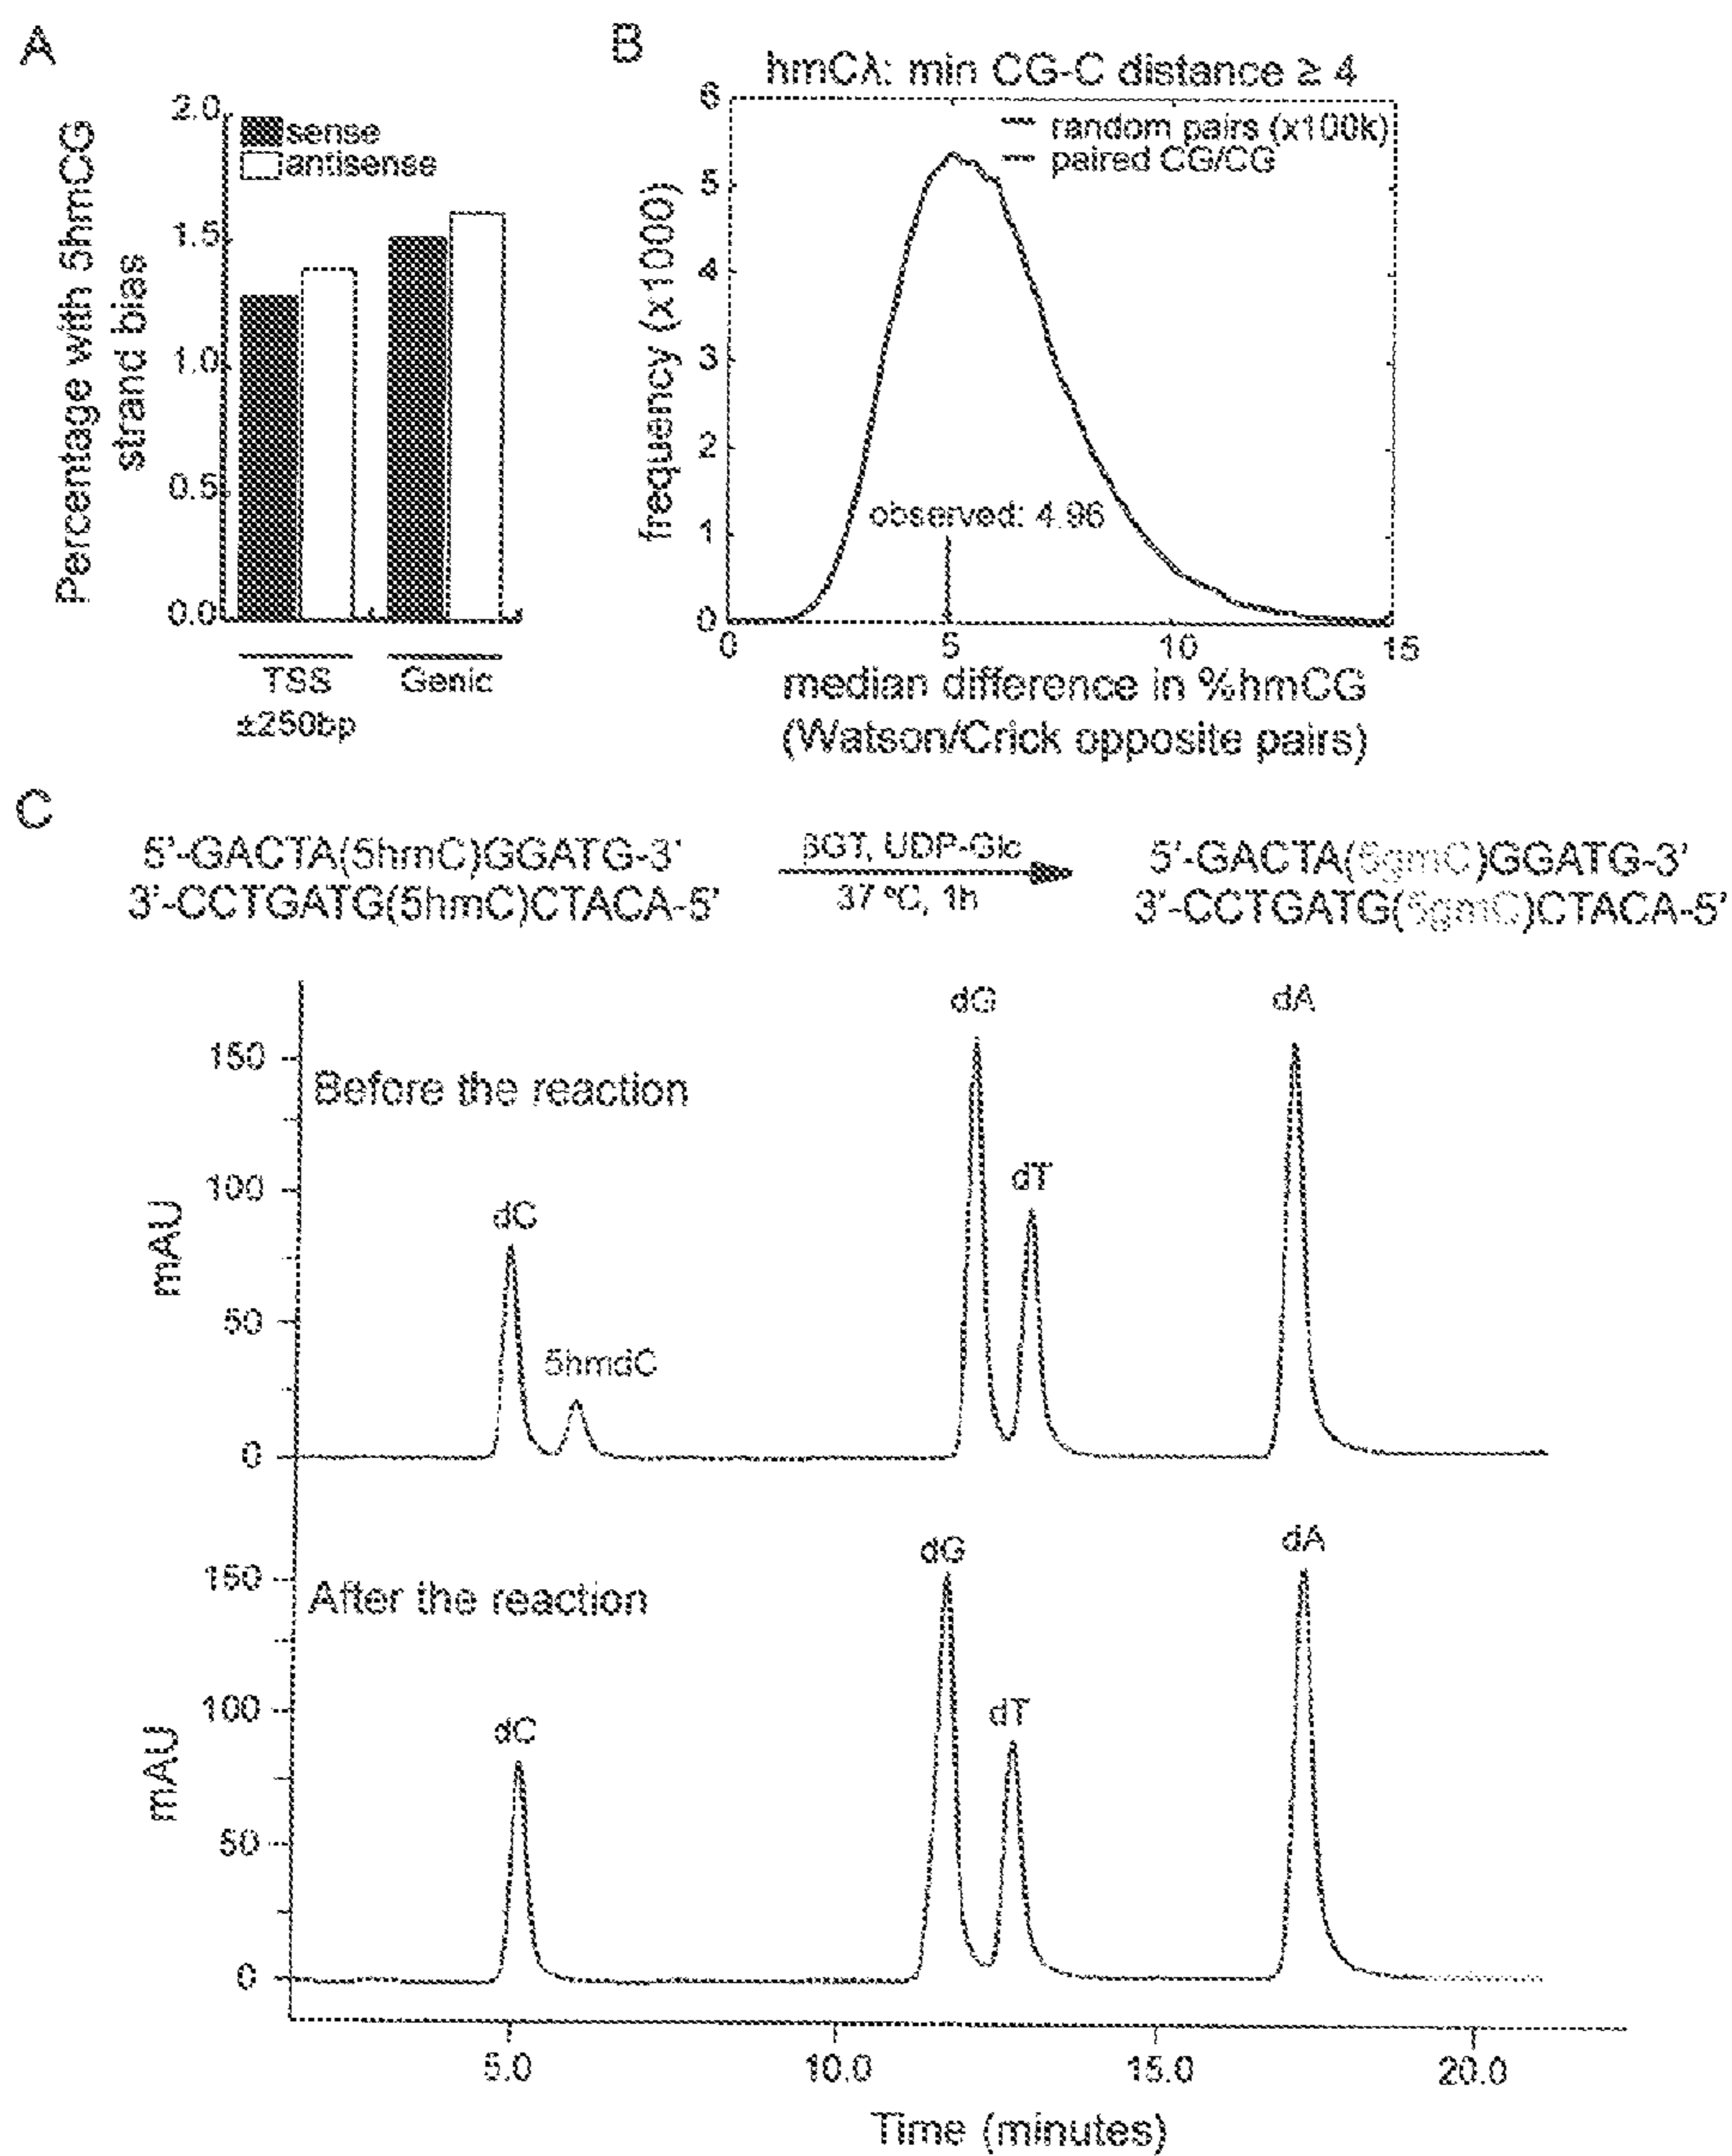 A
Percentage with 5hmCG
strand bias
2.0
1.5
1.0
0.5
0.0
sense
antisense
TSS
±250bp
Genic
B
hmCλ: min CG-C distance ≥ 4
frequency (x1000)
6
5
4
3
2
1
0
random pairs (x100k)
paired CG/CG
observed: 4.96
0
5
10
15
median difference in %hmCG
(Watson/Crick opposite pairs)
C
5'-GACTA(5hmC)GGATG-3'
3'-CCTGATG(5hmC)CTACA-5'
βGT, UDP-Glc
37 ºC, 1h
5'-GACTA(5gmC)GGATG-3'
3'-CCTGATG(5gmC)CTACA-5'
mAU
150
100
50
0
Before the reaction
dC
5hmdC
dG
dT
dA
mAU
150
100
50
0
After the reaction
dC
dG
dT
dA
5.0
10.0
15.0
20.0
Time (minutes)